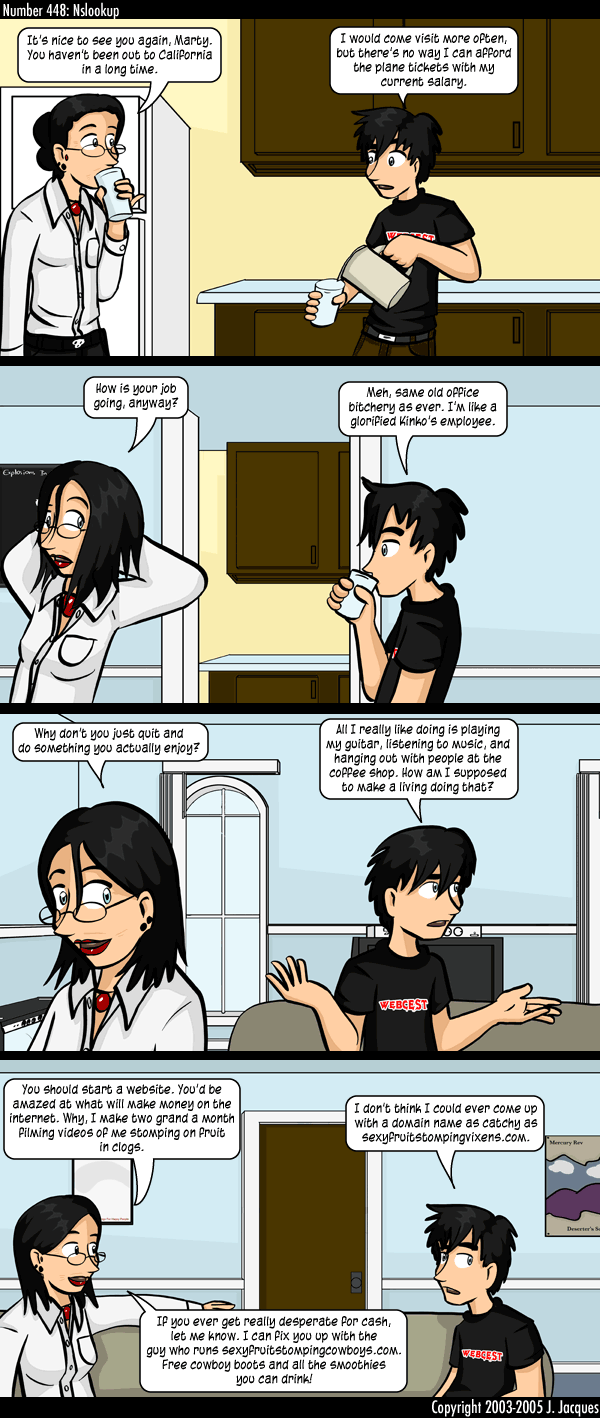 Number 448: Nslookup
It's nice to see you again, Marty.
You haven't been out to California
in a long time.
I would come visit more often,
but there's no way I can afford
the plane tickets with my
current salary.
WEBGEST
How is your job
going, anyway?
Meh, same old office
bitchery as ever. I'm like a
glorified Kinko's employee.
Explosions In
Why don't you just quit and
do something you actually enjoy?
All I really like doing is playing
my guitar, listening to music, and
hanging out with people at the
coffee shop. How am I supposed
to make a living doing that?
WEBGEST
You should start a website. You'd be
amazed at what will make money on the
internet. Why, I make two grand a month
filming videos of me stomping on fruit
in clogs.
I don't think I could ever come up
with a domain name as catchy as
sexyfruitstompingvixens.com.
Mercury Rev
Deserter's S
If you ever get really desperate for cash,
let me know. I can fix you up with the
guy who runs sexyfruitstompingcowboys.com.
Free cowboy boots and all the smoothies
you can drink!
WEBGEST
Copyright 2003-2005 J. Jacques